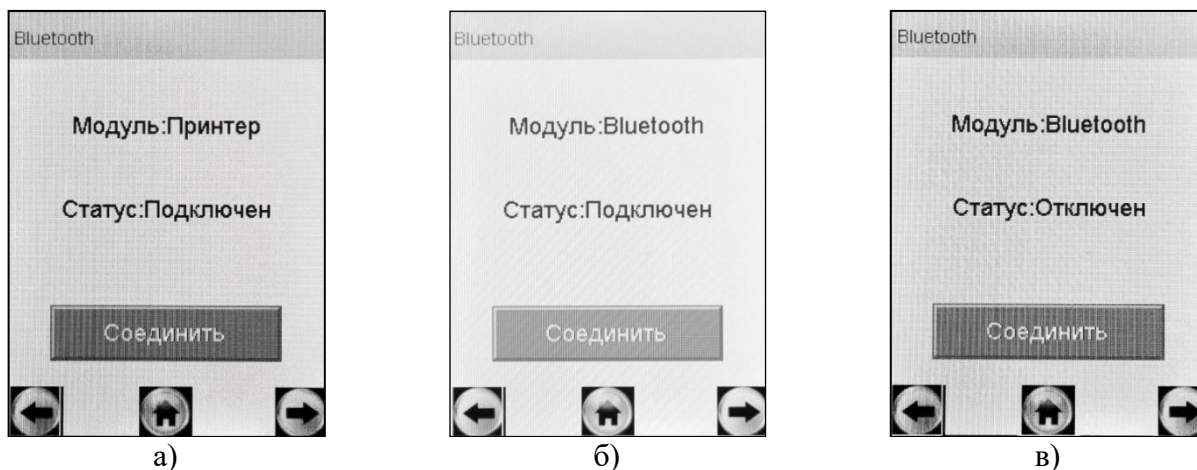 Bluetooth
Модуль:Принтер
Статус:Подключен
Соединить
а)
Bluetooth
Модуль:Bluetooth
Статус:Подключен
Соединить
б)
Bluetooth
Модуль:Bluetooth
Статус:Отключен
Соединить
в)